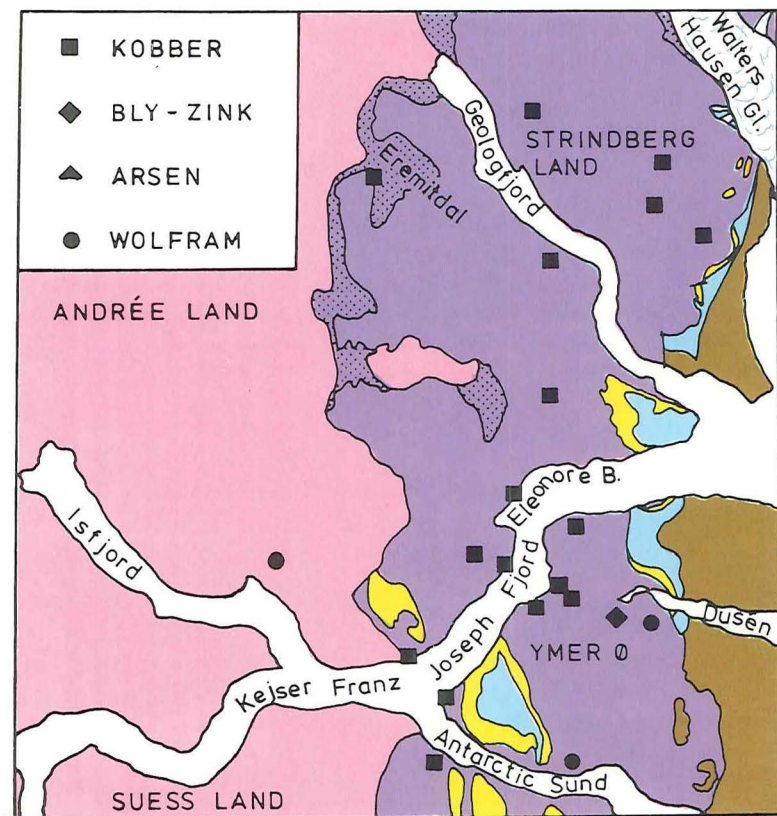 KOBBER
BLY-ZINK
ARSEN
WOLFRAM
Walters
Hausen Gl.
STRINDBERG
LAND
Geologfjord
Eremitdal
ANDRÉE LAND
Eleonore B.
Isfjord
Kejser Franz Joseph Fjord
Dusén
YMER Ø
Antarctic Sund
SUESS LAND